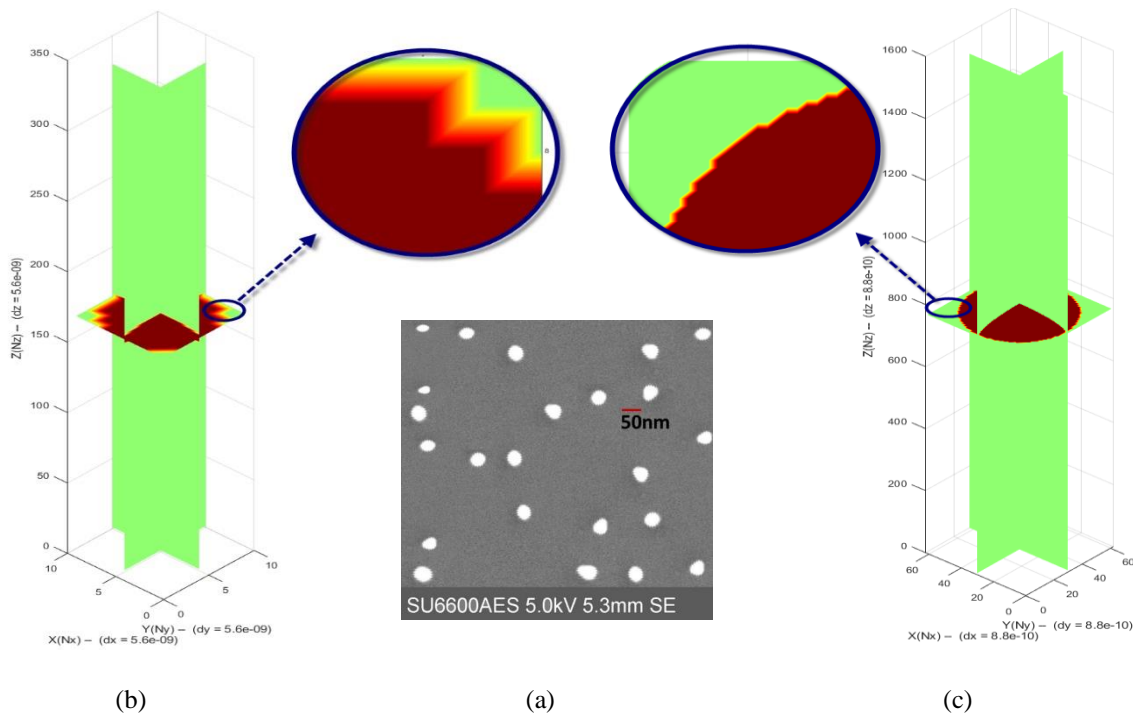 350
300
250
200
150
100
50
0
Z(Nz) – (dz = 5.6e-09)
10
5
0
X(Nx) – (dx = 5.6e-09)
0
5
10
Y(Ny) – (dy = 5.6e-09)
8
50nm
SU6600AES 5.0kV 5.3mm SE
1600
1400
1200
1000
800
600
400
200
0
Z(Nz) – (dz = 8.8e-10)
60
40
20
0
X(Nx) – (dx = 8.8e-10)
0
20
40
60
Y(Ny) – (dy = 8.8e-10)
(b)
(a)
(c)